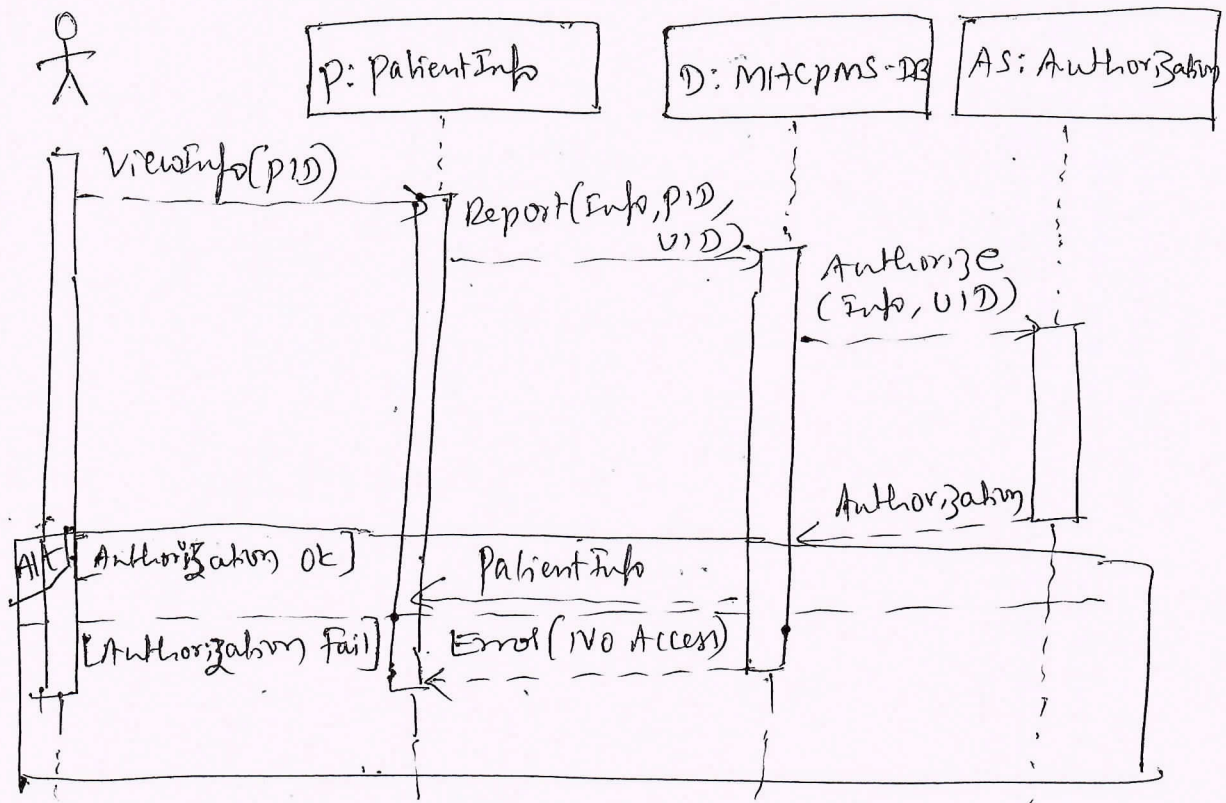 P: PatientInfo
D: MHCPMS-DB
AS: Authorization
ViewInfo(PID)
Report(Info, PID,
UID)
Authorize
(Info, UID)
Authorization
Alt
[Authorization OK]
PatientInfo
[Authorization Fail]
Error(No Access)